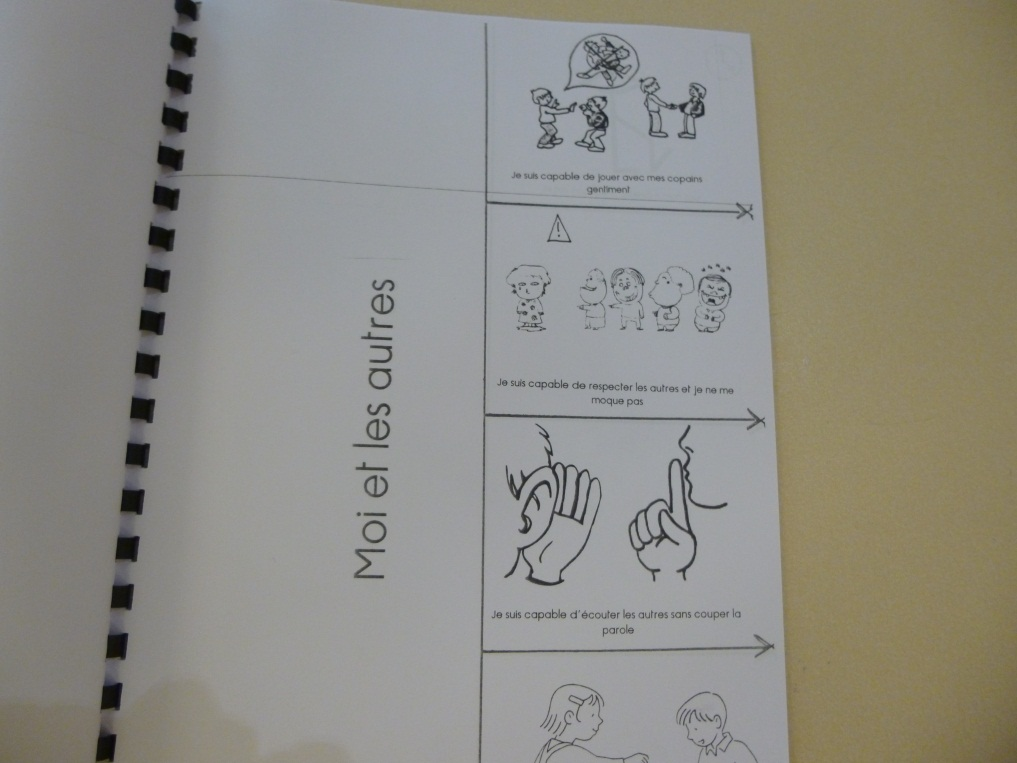 Moi et les autres
Je suis capable de jouer avec mes copains
gentiment
Je suis capable de respecter les autres et je ne me
moque pas
Je suis capable d'écouter les autres sans couper la
parole